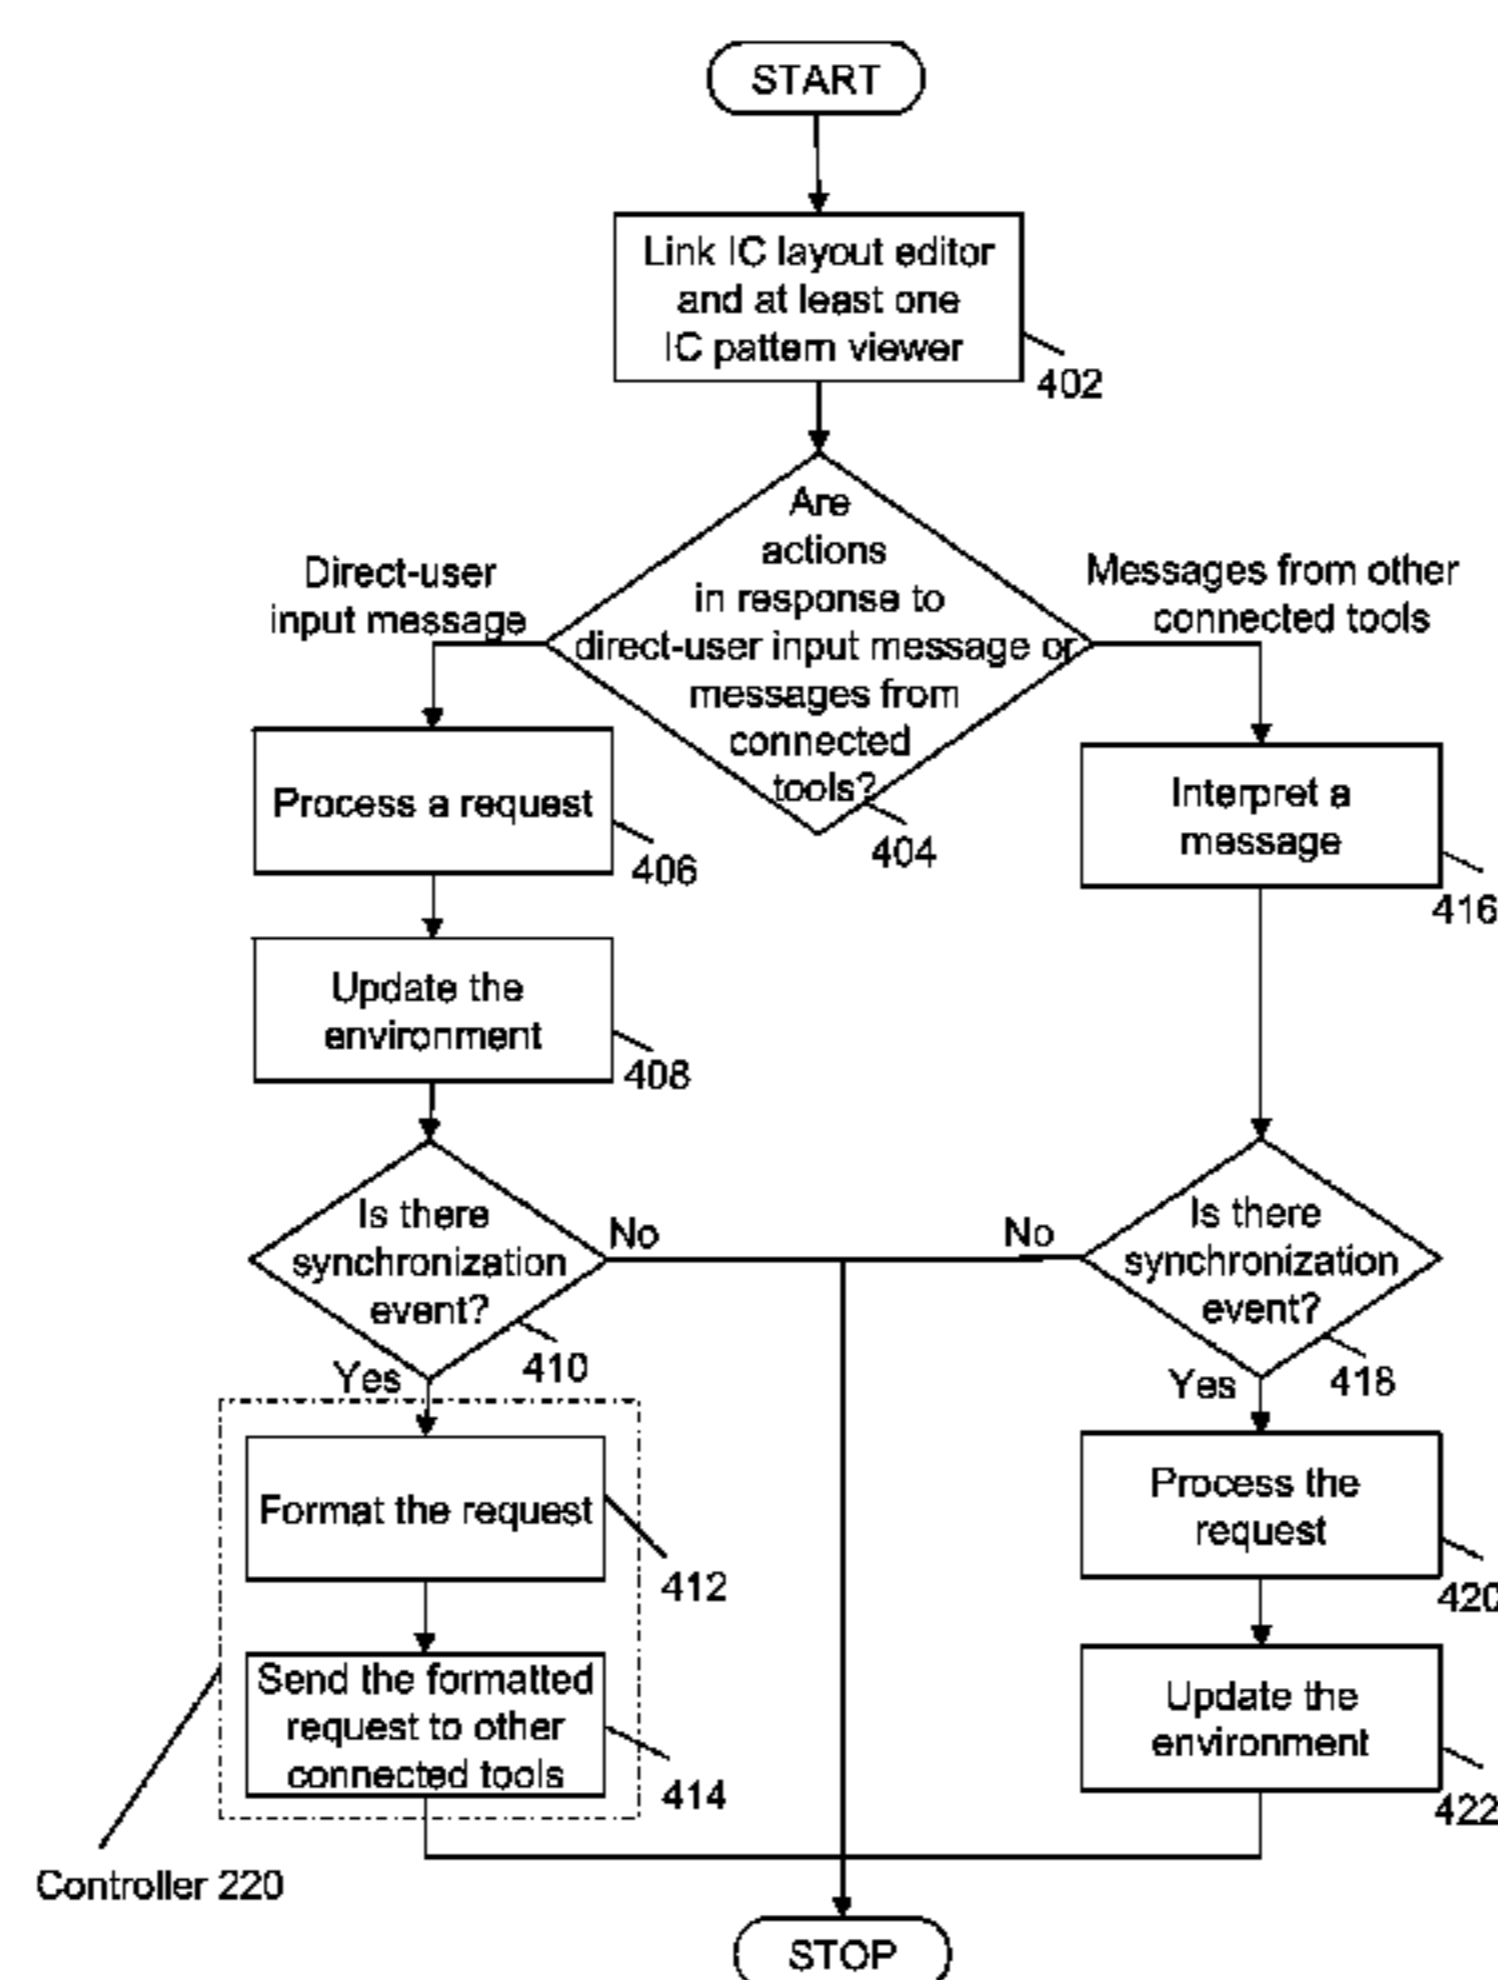 START
Link IC layout editor
and at least one
IC pattern viewer
402
Are
actions
in response to
direct-user input message or
messages from
connected
tools?
404
Direct-user
input message
Messages from other
connected tools
Process a request
406
Interpret a
message
416
Update the
environment
408
Is there
synchronization
event?
410
No
Yes
No
Is there
synchronization
event?
418
Yes
Format the request
412
Process the
request
420
Send the formatted
request to other
connected tools
414
Update the
environment
422
Controller 220
STOP